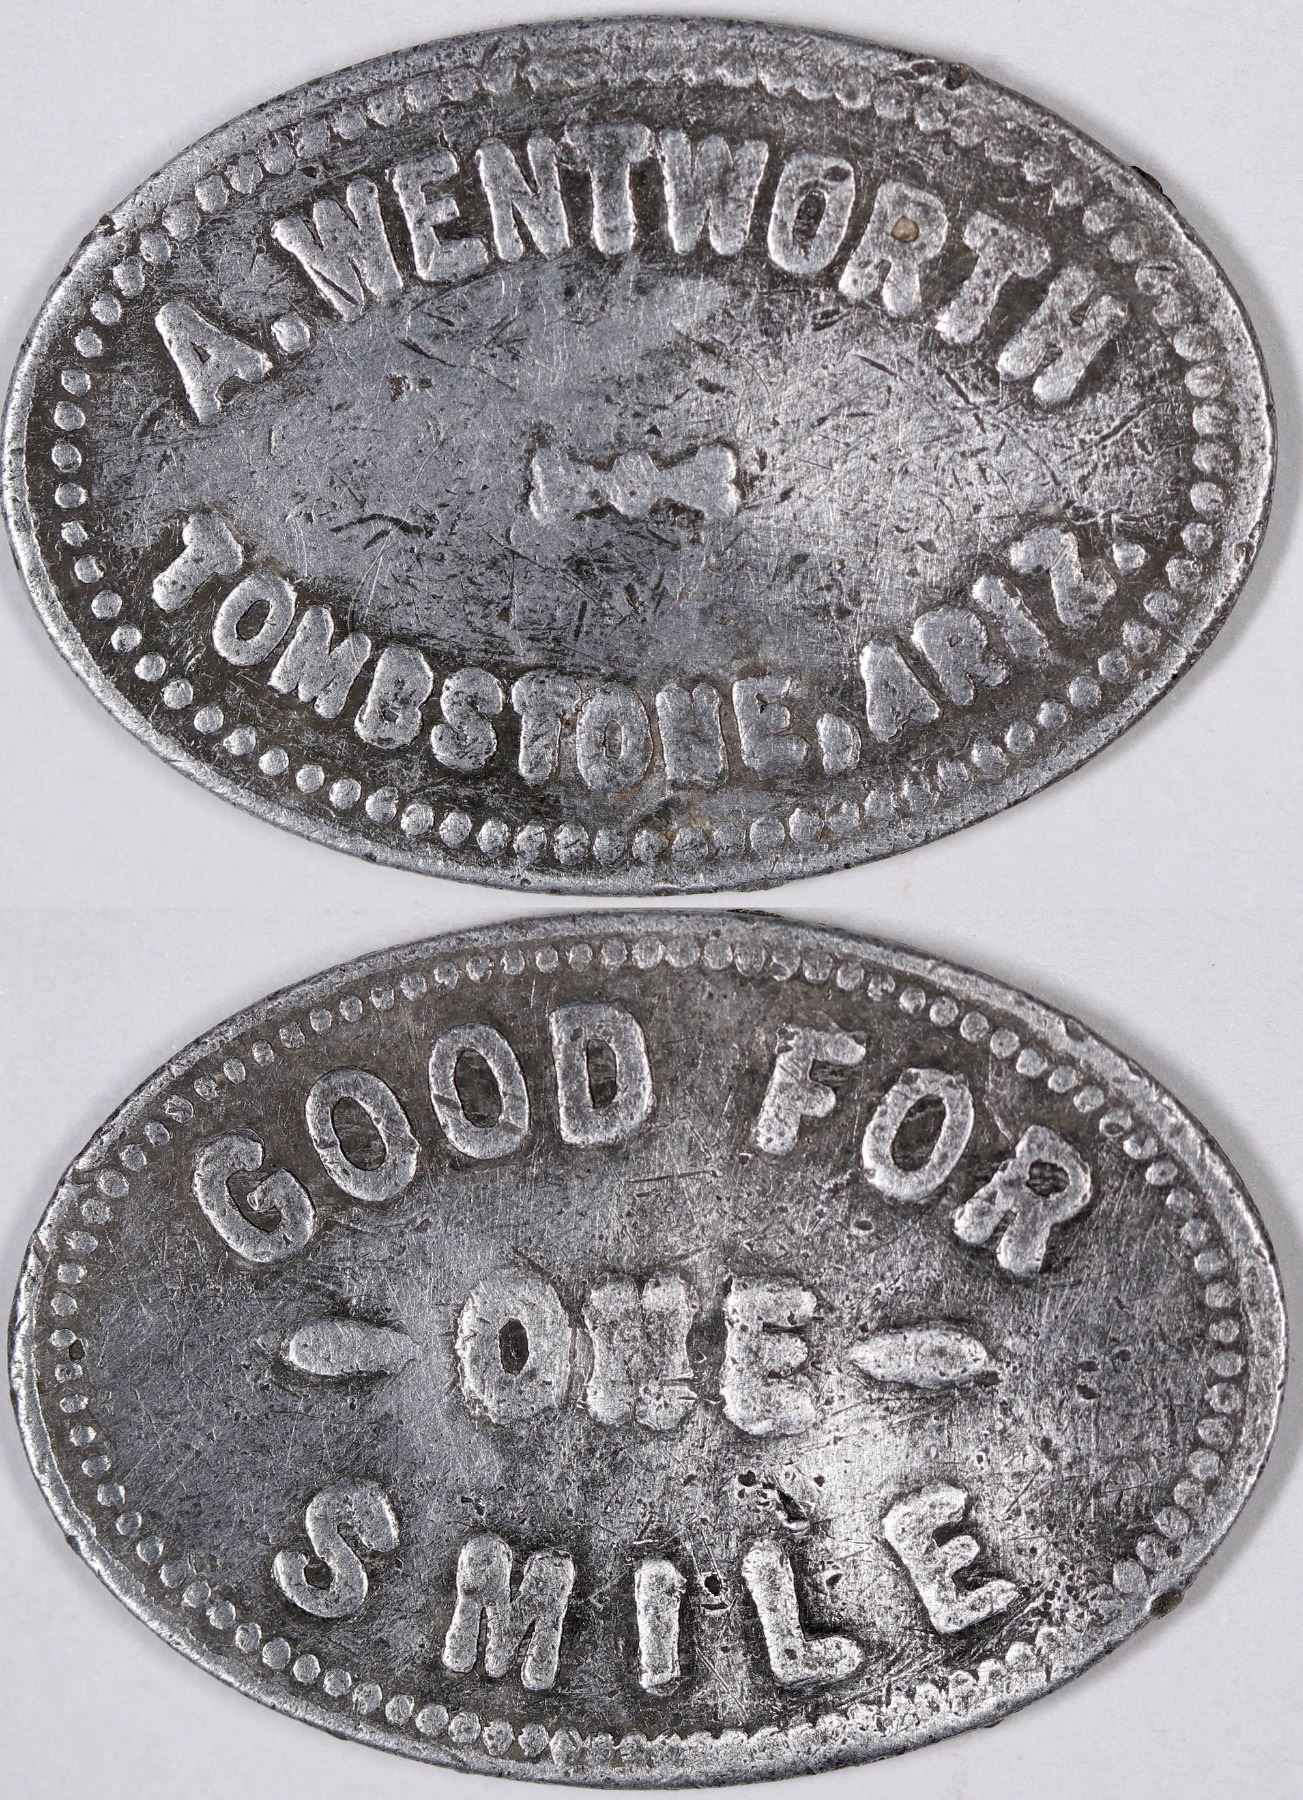 A. WENTWORTH
TOMBSTONE, ARIZ.
GOOD FOR
ONE
SMILE